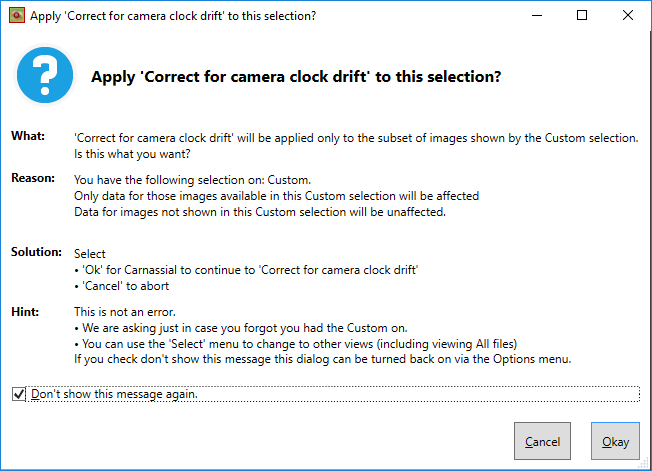 Apply 'Correct for camera clock drift' to this selection?
Apply 'Correct for camera clock drift' to this selection?
What: 'Correct for camera clock drift' will be applied only to the subset of images shown by the Custom selection.
Is this what you want?
Reason: You have the following selection on: Custom.
Only data for those images available in this Custom selection will be affected
Data for images not shown in this Custom selection will be unaffected.
Solution: Select
• 'Ok' for Carnassial to continue to 'Correct for camera clock drift'
• 'Cancel' to abort
Hint: This is not an error.
• We are asking just in case you forgot you had the Custom on.
• You can use the 'Select' menu to change to other views (including viewing All files)
If you check don't show this message this dialog can be turned back on via the Options menu.
Don't show this message again.
Cancel Okay